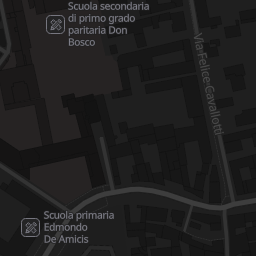 Scuola secondaria
di primo grado
paritaria Don
Bosco
Via Felice Cavallotti
Scuola primaria
Edmondo
De Amicis